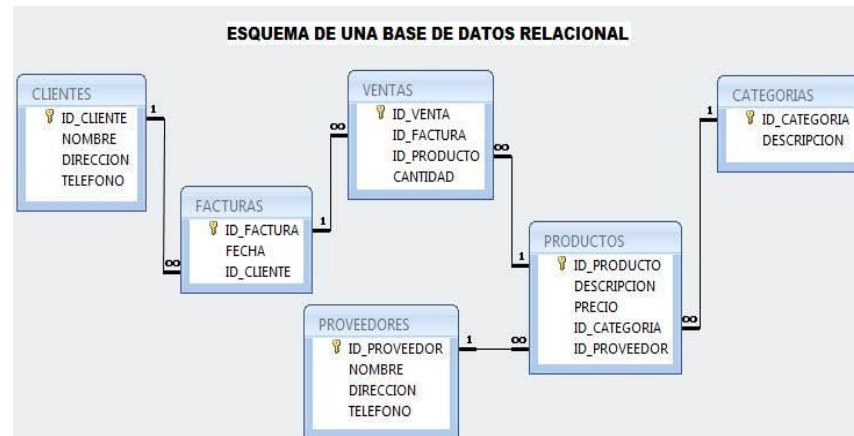 ESQUEMA DE UNA BASE DE DATOS RELACIONAL
CLIENTES
ID_CLIENTE
NOMBRE
DIRECCION
TELEFONO
1
∞
FACTURAS
ID_FACTURA
FECHA
ID_CLIENTE
1
∞
VENTAS
ID_VENTA
ID_FACTURA
ID_PRODUCTO
CANTIDAD
∞
1
PRODUCTOS
ID_PRODUCTO
DESCRIPCION
PRECIO
ID_CATEGORIA
ID_PROVEEDOR
CATEGORIAS
ID_CATEGORIA
DESCRIPCION
1
∞
PROVEEDORES
ID_PROVEEDOR
NOMBRE
DIRECCION
TELEFONO
1
∞